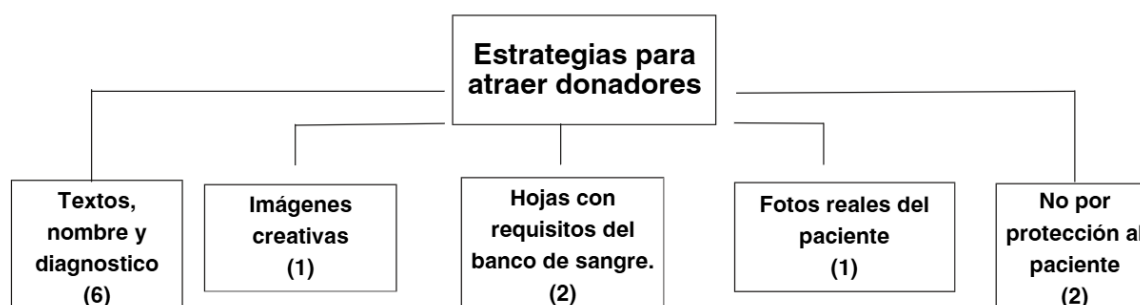 Estrategias para
atraer donadores
Textos,
nombre y
diagnostico
(6)
Imágenes
creativas
(1)
Hojas con
requisitos del
banco de sangre.
(2)
Fotos reales del
paciente
(1)
No por
protección al
paciente
(2)